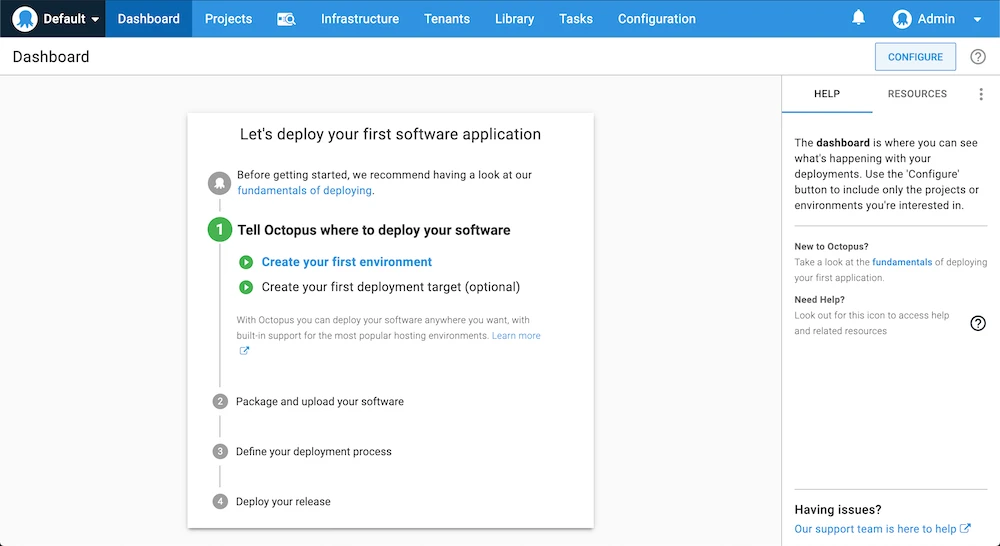 Default Dashboard Projects Infrastructure Tenants Library Tasks Configuration Admin
Dashboard
CONFIGURE
HELP RESOURCES
Let's deploy your first software application
Before getting started, we recommend having a look at our
fundamentals of deploying.
1 Tell Octopus where to deploy your software
Create your first environment
Create your first deployment target (optional)
With Octopus you can deploy your software anywhere you want, with
built-in support for the most popular hosting environments. Learn more
2 Package and upload your software
3 Define your deployment process
4 Deploy your release
The dashboard is where you can see
what's happening with your
deployments. Use the 'Configure'
button to include only the projects or
environments you're interested in.
New to Octopus?
Take a look at the fundamentals of deploying
your first application.
Need Help?
Look out for this icon to access help
and related resources
Having issues?
Our support team is here to help